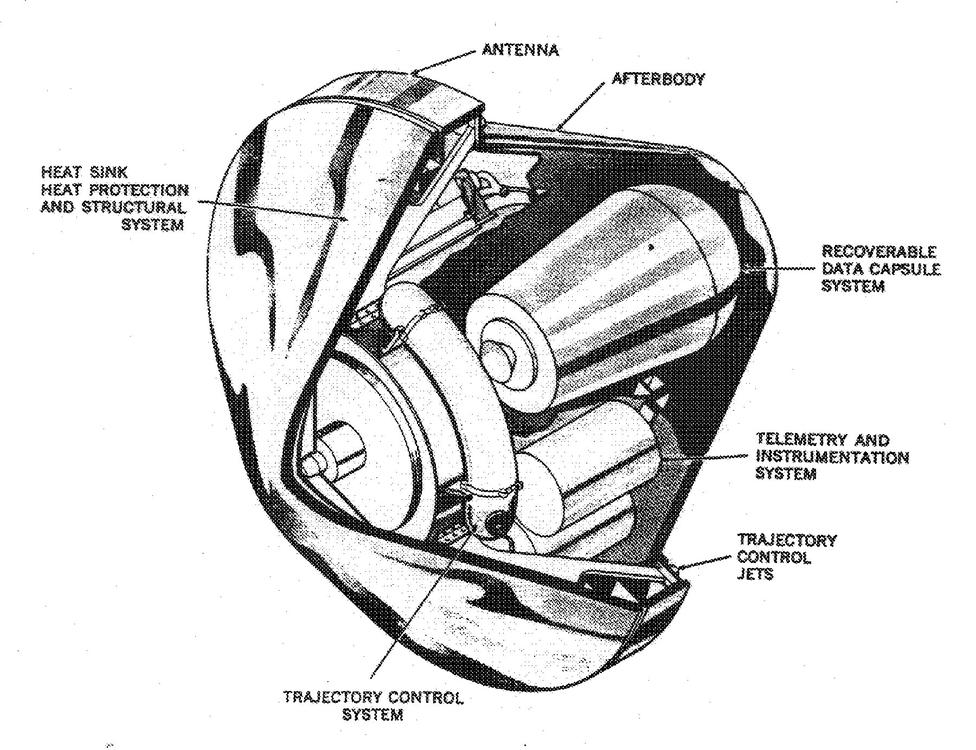 ANTENNA
AFTERBODY
HEAT SINK
HEAT PROTECTION
AND STRUCTURAL
SYSTEM
RECOVERABLE
DATA CAPSULE
SYSTEM
TELEMETRY AND
INSTRUMENTATION
SYSTEM
TRAJECTORY
CONTROL
JETS
TRAJECTORY CONTROL
SYSTEM